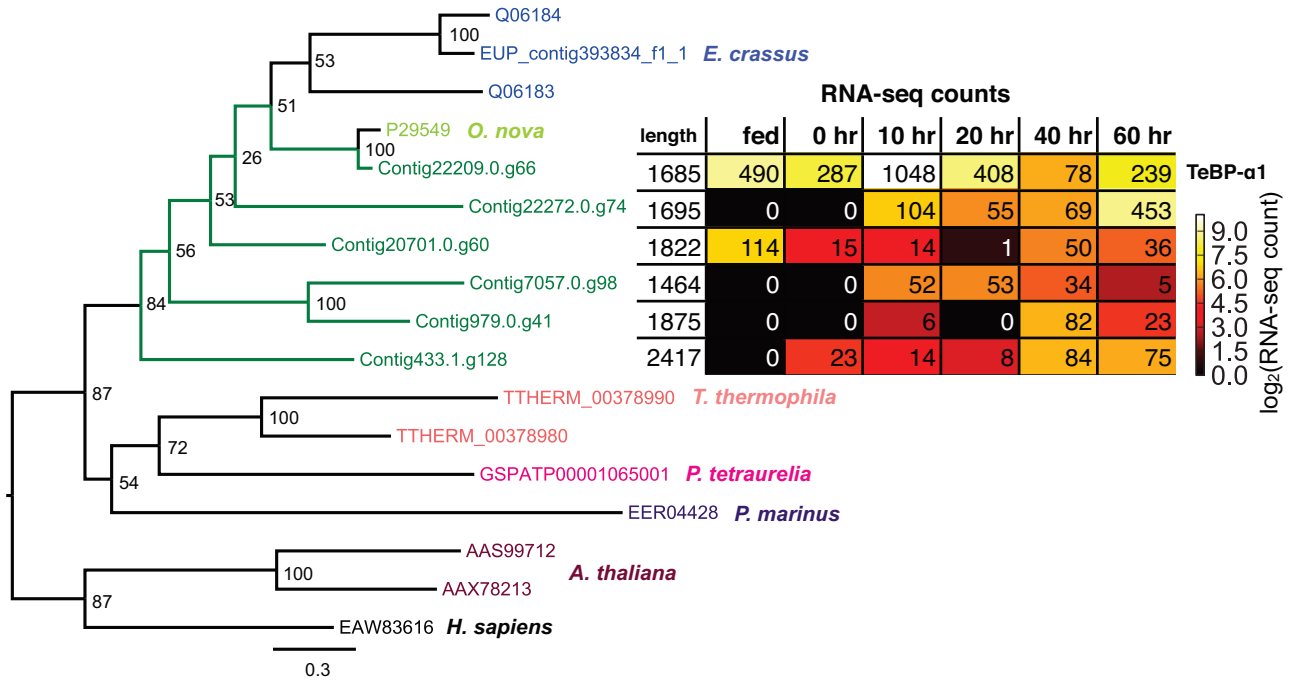 Q06184
100
EUP_contig393834_f1_1 E. crassus
53
Q06183
51
P29549 O. nova
100
Contig22209.0.g66
26
53
Contig22272.0.g74
Contig20701.0.g60
56
Contig7057.0.g98
100
84
Contig979.0.g41
Contig433.1.g128
87
TTHERM_00378990 T. thermophila
100
TTHERM_00378980
72
GSPATP00001065001 P. tetraurelia
54
EER04428 P. marinus
AAS99712
100
A. thaliana
AAX78213
87
EAW83616 H. sapiens
0.3
RNA-seq counts
length fed 0 hr 10 hr 20 hr 40 hr 60 hr
1685 490 287 1048 408 78 239 TeBP-α1
1695 0 0 104 55 69 453
1822 114 15 14 1 50 36
1464 0 0 52 53 34 5
1875 0 0 6 0 82 23
2417 0 23 14 8 84 75
9.0
7.5
6.0
4.5
3.0
1.5
0.0
log₂(RNA-seq count)